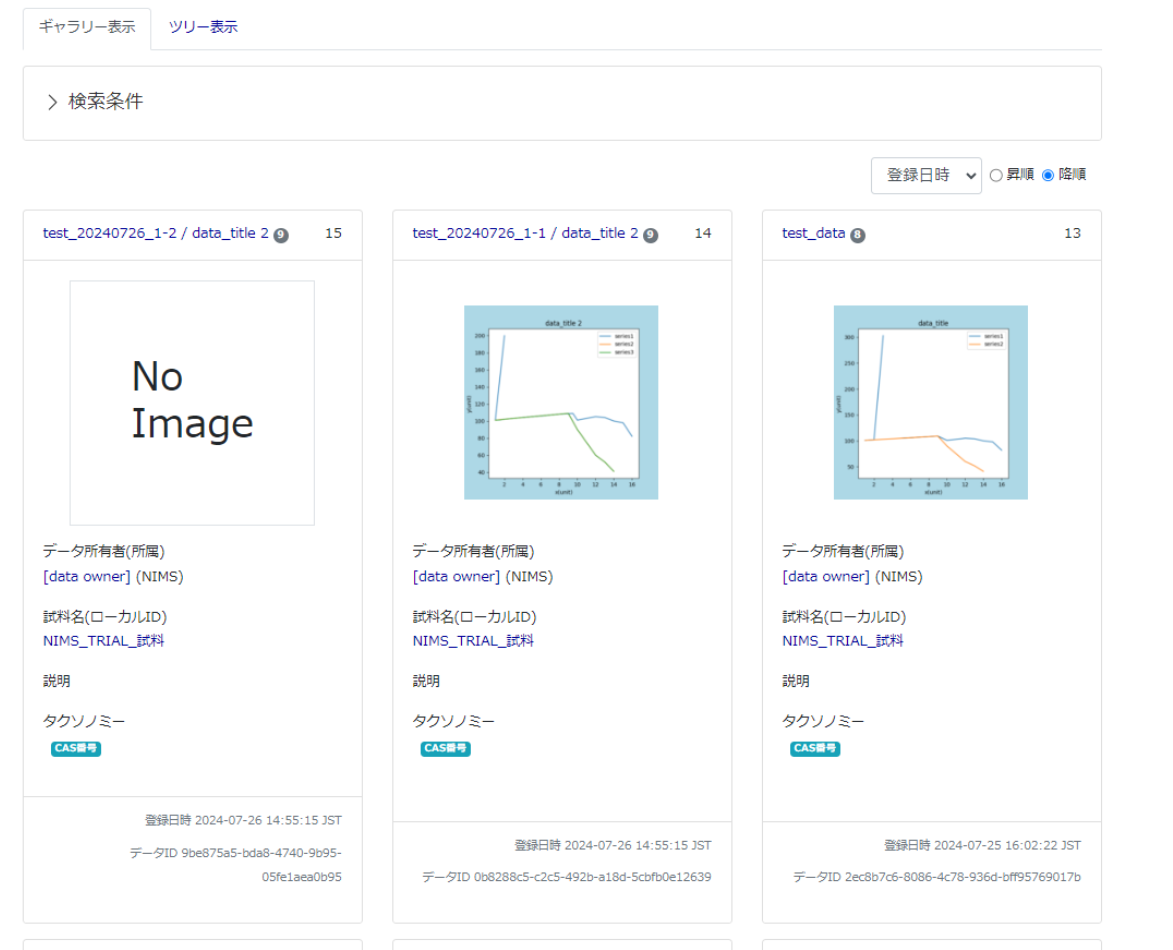 ギャラリー表示 ツリー表示
検索条件
登録日時 昇順 降順
test_20240726_1-2 / data_title 2 9 15
No
Image
データ所有者(所属)
[data owner] (NIMS)
試料名(ローカルID)
NIMS_TRIAL_試料
説明
タクソノミー
CAS番号
登録日時 2024-07-26 14:55:15 JST
データID 9be875a5-bda8-4740-9b95-
05fe1aea0b95
test_20240726_1-1 / data_title 2 9 14
data_title 2
series1
series2
series3
200
180
160
140
120
100
80
60
40
y(unit)
2 4 6 8 10 12 14 16
x(unit)
データ所有者(所属)
[data owner] (NIMS)
試料名(ローカルID)
NIMS_TRIAL_試料
説明
タクソノミー
CAS番号
登録日時 2024-07-26 14:55:15 JST
データID 0b8288c5-c2c5-492b-a18d-5cbfb0e12639
test_data 8 13
data_title
series1
series2
300
250
200
150
100
50
y(unit)
2 4 6 8 10 12 14 16
x(unit)
データ所有者(所属)
[data owner] (NIMS)
試料名(ローカルID)
NIMS_TRIAL_試料
説明
タクソノミー
CAS番号
登録日時 2024-07-25 16:02:22 JST
データID 2ec8b7c6-8086-4c78-936d-bff95769017b